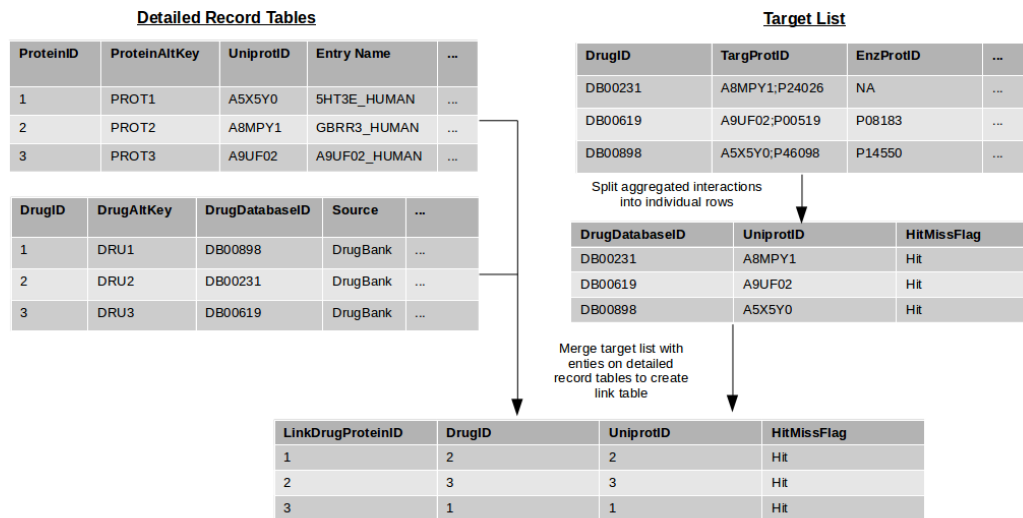 Detailed Record Tables
ProteinID ProteinAltKey UniprotID Entry Name ...
1 PROT1 A5X5Y0 5HT3E_HUMAN ...
2 PROT2 A8MPY1 GBRR3_HUMAN ...
3 PROT3 A9UF02 A9UF02_HUMAN ...
DrugID DrugAltKey DrugDatabaseID Source ...
1 DRU1 DB00898 DrugBank ...
2 DRU2 DB00231 DrugBank ...
3 DRU3 DB00619 DrugBank ...
Target List
DrugID TargProtID EnzProtID ...
DB00231 A8MPY1;P24026 NA
DB00619 A9UF02;P00519 P08183 ...
DB00898 A5X5Y0;P46098 P14550 ...
Split aggregated interactions
into individual rows
DrugDatabaseID UniprotID HitMissFlag
DB00231 A8MPY1 Hit
DB00619 A9UF02 Hit
DB00898 A5X5Y0 Hit
Merge target list with
enties on detailed
record tables to create
link table
LinkDrugProteinID DrugID UniprotID HitMissFlag
1 2 2 Hit
2 3 3 Hit
3 1 1 Hit